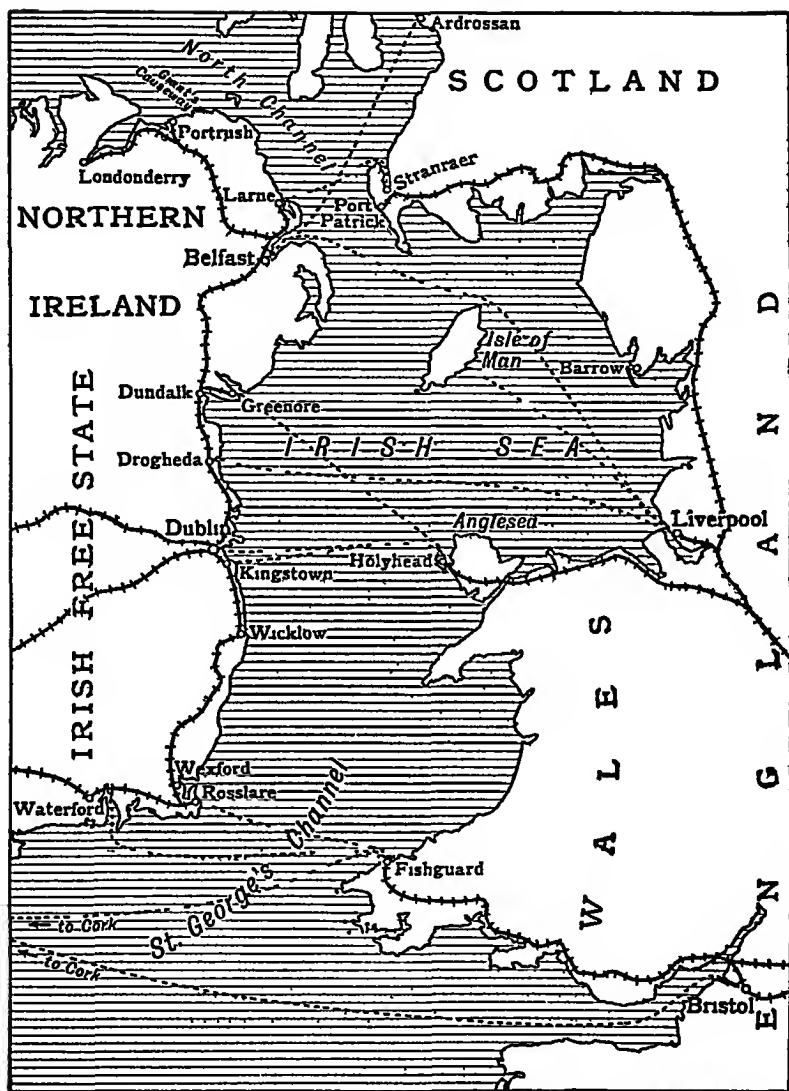 Ardrossan
North Channel
SCOTLAND
Giant's
Causeway
Portrush
Londonderry
Stranraer
Larne
Port
Patrick
NORTHERN
Belfast
IRELAND
Isle of
Man
Barrow
Dundalk
Greenore
IRISH SEA
Drogheda
IRISH FREE STATE
Anglesea
Liverpool
Dublin
Holyhead
Kingstown
Wicklow
WALES
ENGLAND
Wexford
Rosslare
Waterford
St. George's Channel
Fishguard
to Cork
to Cork
Bristol